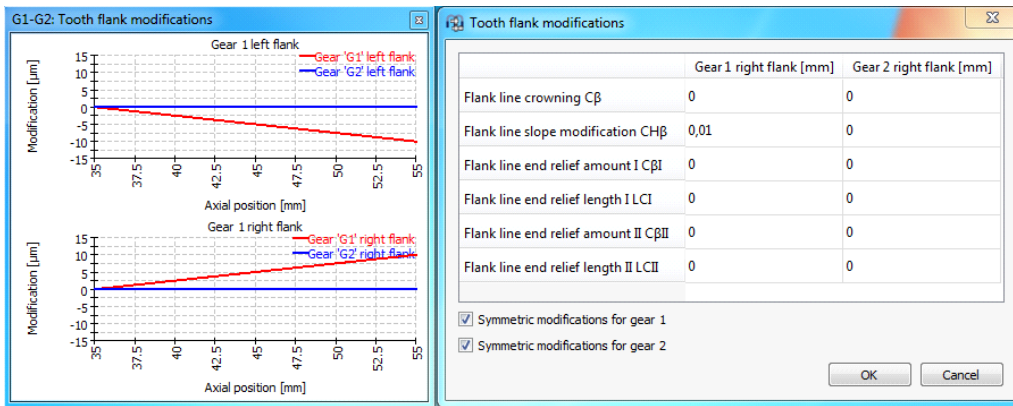 G1-G2: Tooth flank modifications
Gear 1 left flank
Gear 'G1' left flank
Gear 'G2' left flank
Modification [µm]
15
10
5
0
-5
-10
-15
35
37.5
40
42.5
45
47.5
50
52.5
55
Axial position [mm]
Gear 1 right flank
Gear 'G1' right flank
Gear 'G2' right flank
Modification [µm]
15
10
5
0
-5
-10
-15
35
37.5
40
42.5
45
47.5
50
52.5
55
Axial position [mm]
Tooth flank modifications
Gear 1 right flank [mm] Gear 2 right flank [mm]
Flank line crowning Cβ 0 0
Flank line slope modification CHβ 0,01 0
Flank line end relief amount I CβI 0 0
Flank line end relief length I LCI 0 0
Flank line end relief amount II CβII 0 0
Flank line end relief length II LCII 0 0
Symmetric modifications for gear 1
Symmetric modifications for gear 2
OK Cancel